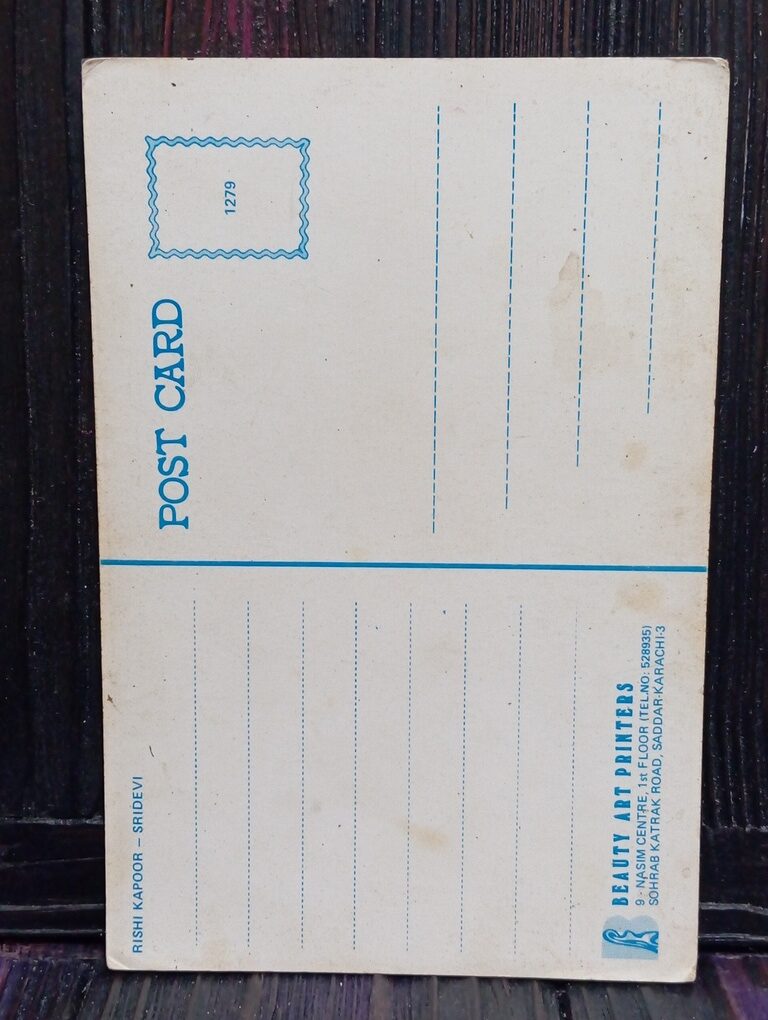 RISHI KAPOOR – SRIDEVI
BEAUTY ART PRINTERS
9 - NASIM CENTRE, 1st FLOOR (TEL.NO: 528935)
SOHRAB KATRAK ROAD, SADDAR-KARACHI-3
POST CARD
1279